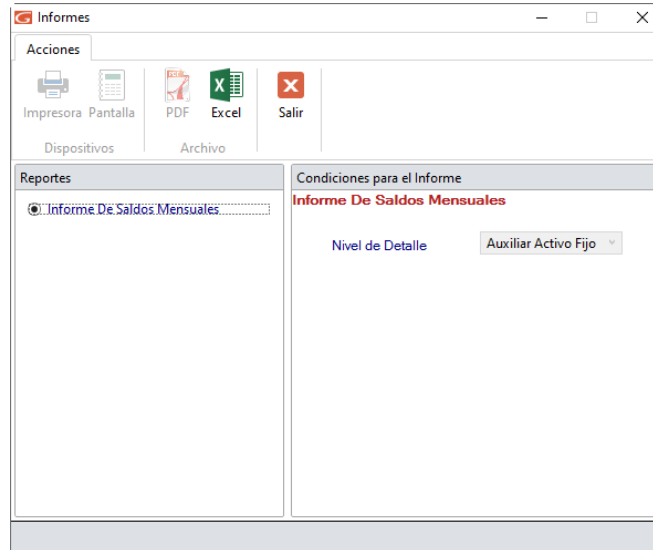 Informes
Acciones
Impresora Pantalla PDF Excel Salir
Dispositivos Archivo
Reportes
Informe De Saldos Mensuales
Condiciones para el Informe
Informe De Saldos Mensuales
Nivel de Detalle Auxiliar Activo Fijo